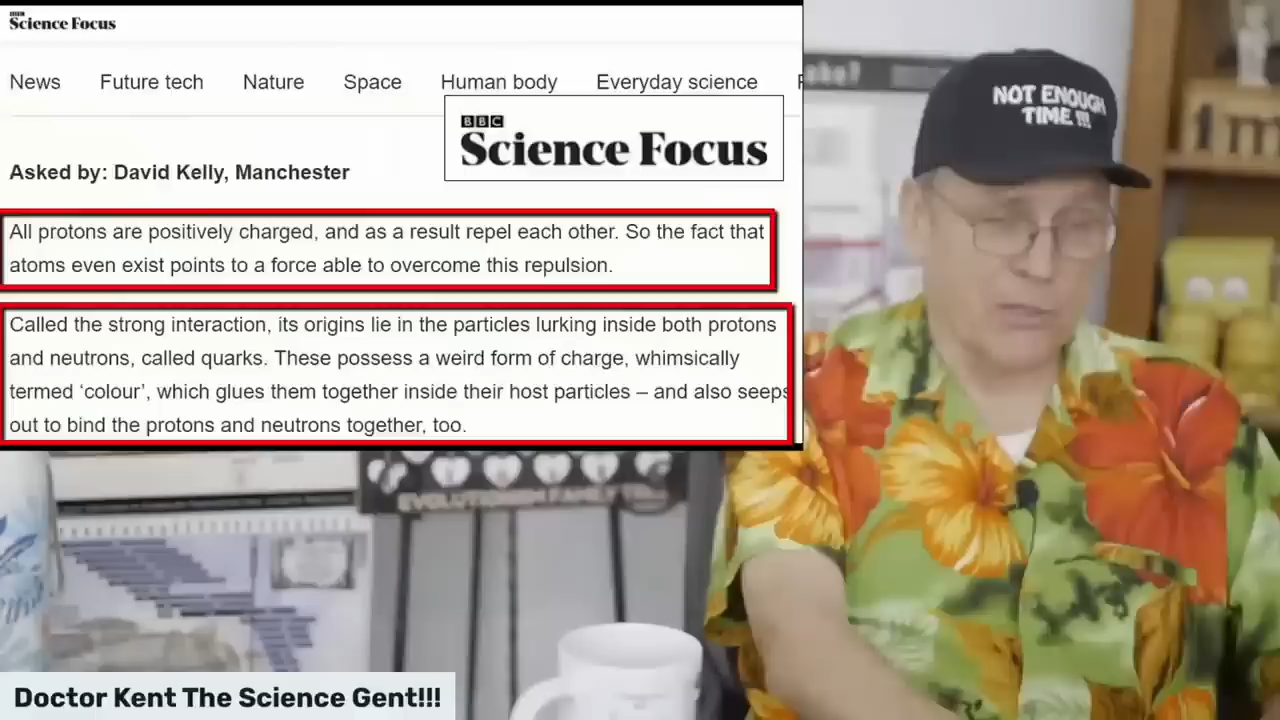 BBC
Science Focus
News Future tech Nature Space Human body Everyday science
BBC
Science Focus
Asked by: David Kelly, Manchester
All protons are positively charged, and as a result repel each other. So the fact that
atoms even exist points to a force able to overcome this repulsion.
Called the strong interaction, its origins lie in the particles lurking inside both protons
and neutrons, called quarks. These possess a weird form of charge, whimsically
termed ‘colour’, which glues them together inside their host particles – and also seeps
out to bind the protons and neutrons together, too.
NOT ENOUGH
TIME !!!
Doctor Kent The Science Gent!!!